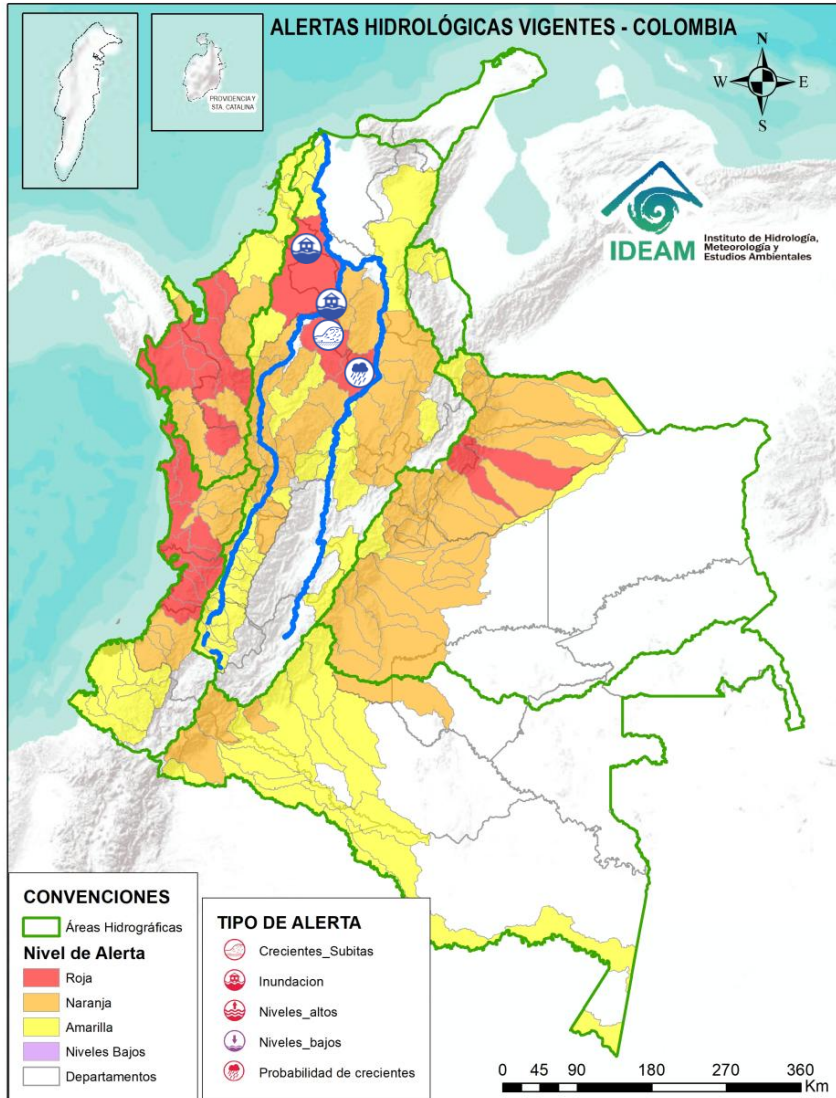 ALERTAS HIDROLÓGICAS VIGENTES - COLOMBIA
N
W
E
S
PROVIDENCIA Y
STA. CATALINA
IDEAM
Instituto de Hidrología,
Meteorología y
Estudios Ambientales
CONVENCIONES
Áreas Hidrográficas
Nivel de Alerta
Roja
Naranja
Amarilla
Niveles Bajos
Departamentos
TIPO DE ALERTA
Crecientes_Subitas
Inundacion
Niveles_altos
Niveles_bajos
Probabilidad de crecientes
0 45 90 180 270 360
Km